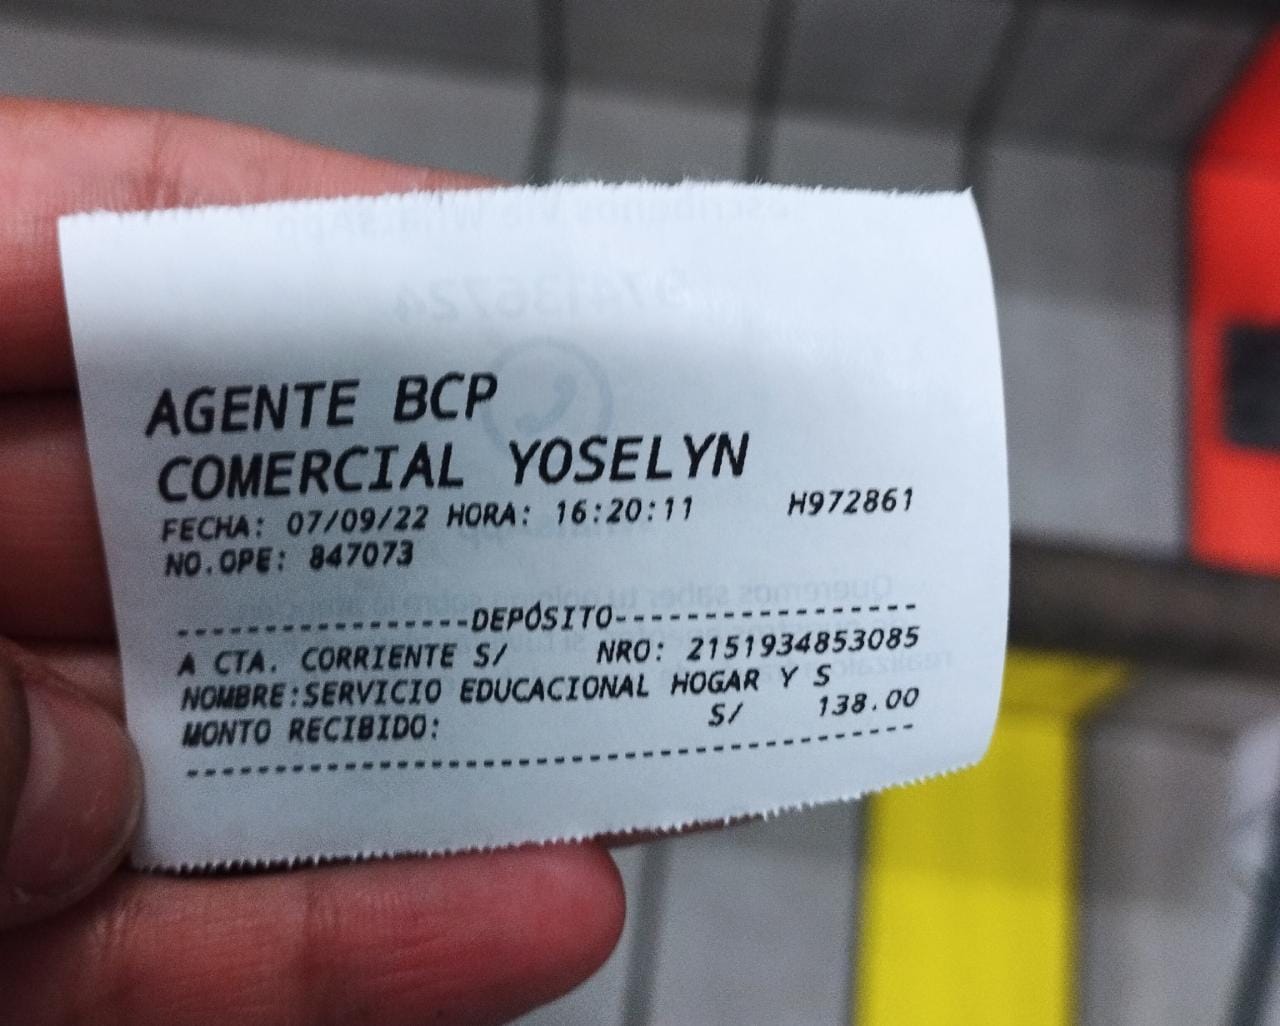 AGENTE BCP
COMERCIAL YOSELYN
FECHA: 07/09/22 HORA: 16:20:11 H972861
NO.OPE: 847073
-----------------DEPÓSITO-----------------
A CTA. CORRIENTE S/ NRO: 2151934853085
NOMBRE:SERVICIO EDUCACIONAL HOGAR Y S
MONTO RECIBIDO: S/ 138.00
------------------------------------------